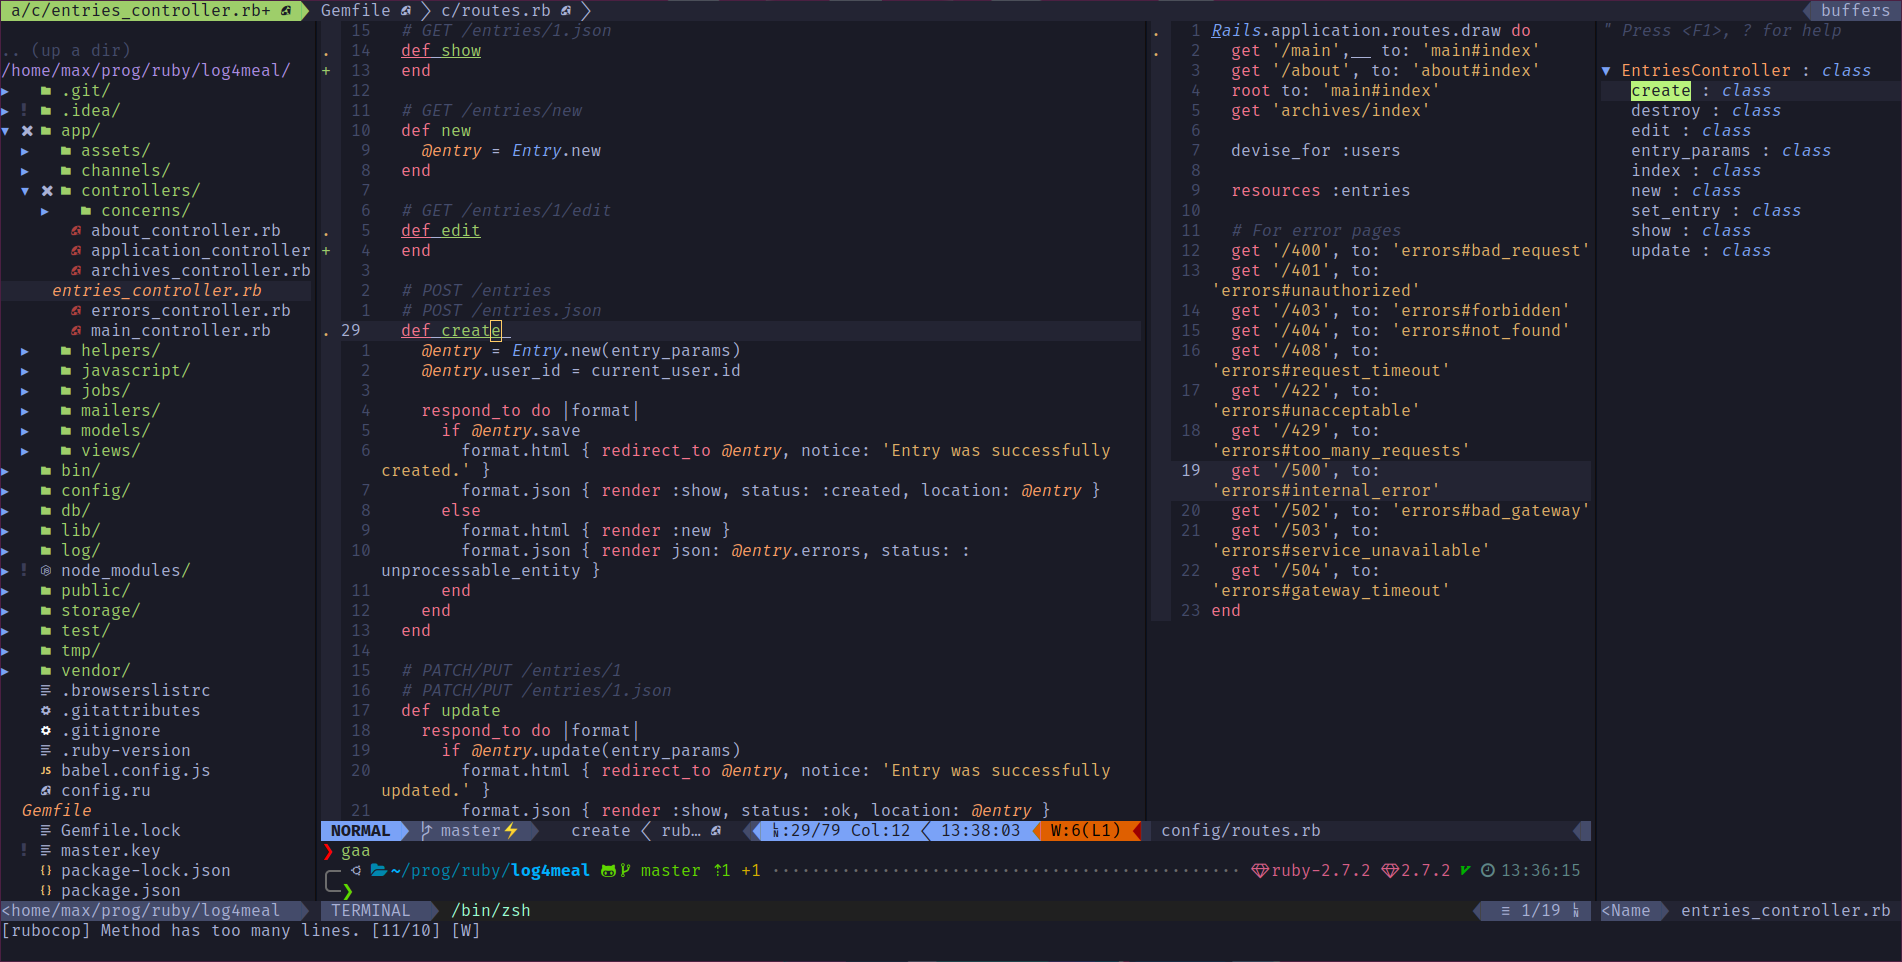 a/c/entries_controller.rb+
Gemfile
c/routes.rb
buffers
.. (up a dir)
/home/max/prog/ruby/log4meal/
.git/
! .idea/
app/
assets/
channels/
controllers/
concerns/
about_controller.rb
application_controller
archives_controller.rb
entries_controller.rb
errors_controller.rb
main_controller.rb
helpers/
javascript/
jobs/
mailers/
models/
views/
bin/
config/
db/
lib/
log/
! node_modules/
public/
storage/
test/
tmp/
vendor/
.browserslistrc
.gitattributes
.gitignore
.ruby-version
JS babel.config.js
config.ru
Gemfile
Gemfile.lock
! master.key
{} package-lock.json
{} package.json
<home/max/prog/ruby/log4meal
15 # GET /entries/1.json
. 14 def show
+ 13 end
12
11 # GET /entries/new
10 def new
9 @entry = Entry.new
8 end
7
6 # GET /entries/1/edit
. 5 def edit
+ 4 end
3
2 # POST /entries
1 # POST /entries.json
. 29 def create
1 @entry = Entry.new(entry_params)
2 @entry.user_id = current_user.id
3
4 respond_to do |format|
5 if @entry.save
6 format.html { redirect_to @entry, notice: 'Entry was successfully
created.' }
7 format.json { render :show, status: :created, location: @entry }
8 else
9 format.html { render :new }
10 format.json { render json: @entry.errors, status: :
unprocessable_entity }
11 end
12 end
13 end
14
15 # PATCH/PUT /entries/1
16 # PATCH/PUT /entries/1.json
17 def update
18 respond_to do |format|
19 if @entry.update(entry_params)
20 format.html { redirect_to @entry, notice: 'Entry was successfully
updated.' }
21 format.json { render :show, status: :ok, location: @entry }
NORMAL master⚡ create rub… :29/79 Col:12 13:38:03 W:6(L1)
. 1 Rails.application.routes.draw do
. 2 get '/main',__ to: 'main#index'
3 get '/about', to: 'about#index'
4 root to: 'main#index'
5 get 'archives/index'
6
7 devise_for :users
8
9 resources :entries
10
11 # For error pages
12 get '/400', to: 'errors#bad_request'
13 get '/401', to:
'errors#unauthorized'
14 get '/403', to: 'errors#forbidden'
15 get '/404', to: 'errors#not_found'
16 get '/408', to:
'errors#request_timeout'
17 get '/422', to:
'errors#unacceptable'
18 get '/429', to:
'errors#too_many_requests'
19 get '/500', to:
'errors#internal_error'
20 get '/502', to: 'errors#bad_gateway'
21 get '/503', to:
'errors#service_unavailable'
22 get '/504', to:
'errors#gateway_timeout'
23 end
config/routes.rb
❯ gaa
~/prog/ruby/log4meal master ⇡1 +1 ruby-2.7.2 2.7.2 13:36:15
❯
TERMINAL /bin/zsh
≡ 1/19
" Press <F1>, ? for help
▼ EntriesController : class
create : class
destroy : class
edit : class
entry_params : class
index : class
new : class
set_entry : class
show : class
update : class
<Name entries_controller.rb
[rubocop] Method has too many lines. [11/10] [W]